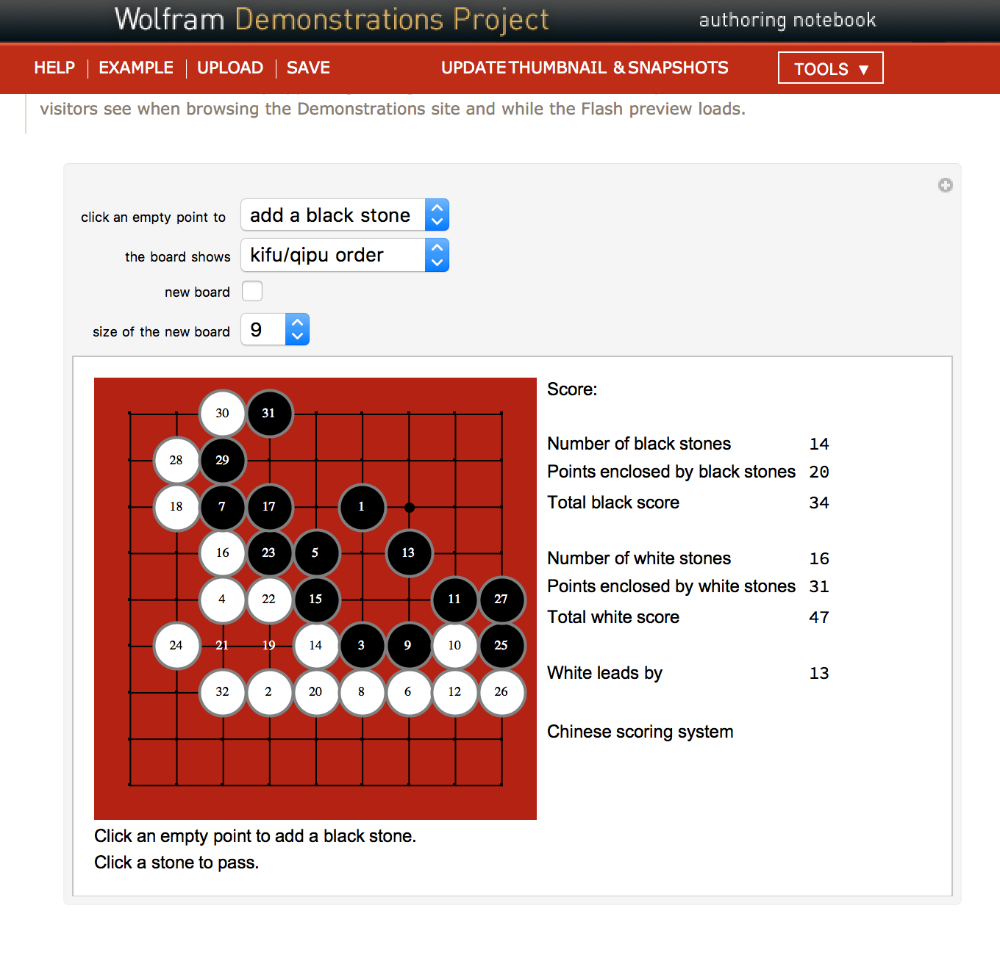 Wolfram Demonstrations Project authoring notebook
HELP EXAMPLE UPLOAD SAVE UPDATE THUMBNAIL & SNAPSHOTS TOOLS ▼
visitors see when browsing the Demonstrations site and while the Flash preview loads.
click an empty point to add a black stone
the board shows kifu/qipu order
new board
size of the new board 9
30 31
28 29
18 7 17 1
16 23 5 13
4 22 15 11 27
24 21 19 14 3 9 10 25
32 2 20 8 6 12 26
Click an empty point to add a black stone.
Click a stone to pass.
Score:
Number of black stones 14
Points enclosed by black stones 20
Total black score 34
Number of white stones 16
Points enclosed by white stones 31
Total white score 47
White leads by 13
Chinese scoring system